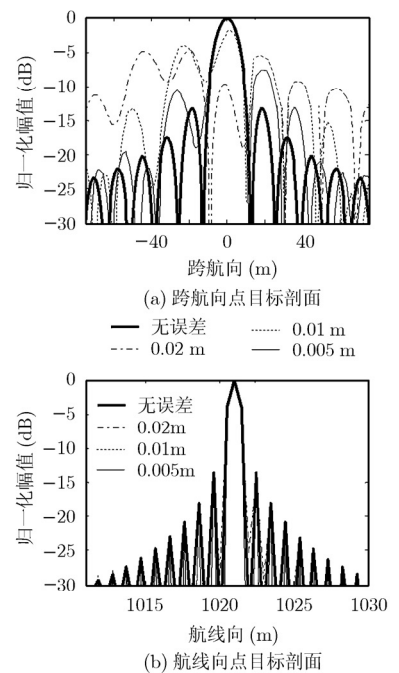 0
−5
−10
−15
−20
−25
−30
归一化幅值 (dB)
−40 0 40
跨航向 (m)
(a) 跨航向点目标剖面
无误差 0.01 m
0.02 m 0.005 m
0
−5
−10
−15
−20
−25
−30
归一化幅值 (dB)
无误差
0.02m
0.01m
0.005m
1015 1020 1025 1030
航线向 (m)
(b) 航线向点目标剖面